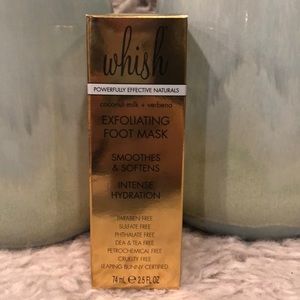 whish
POWERFULLY EFFECTIVE NATURALS
coconut milk + verbena
EXFOLIATING
FOOT MASK
SMOOTHES
& SOFTENS
INTENSE
HYDRATION
PARABEN FREE
SULFATE FREE
PHTHALATE FREE
DEA & TEA FREE
PETROCHEMICAL FREE
CRUELTY FREE
LEAPING BUNNY CERTIFIED
74 mL ℮ 2.5 FL OZ